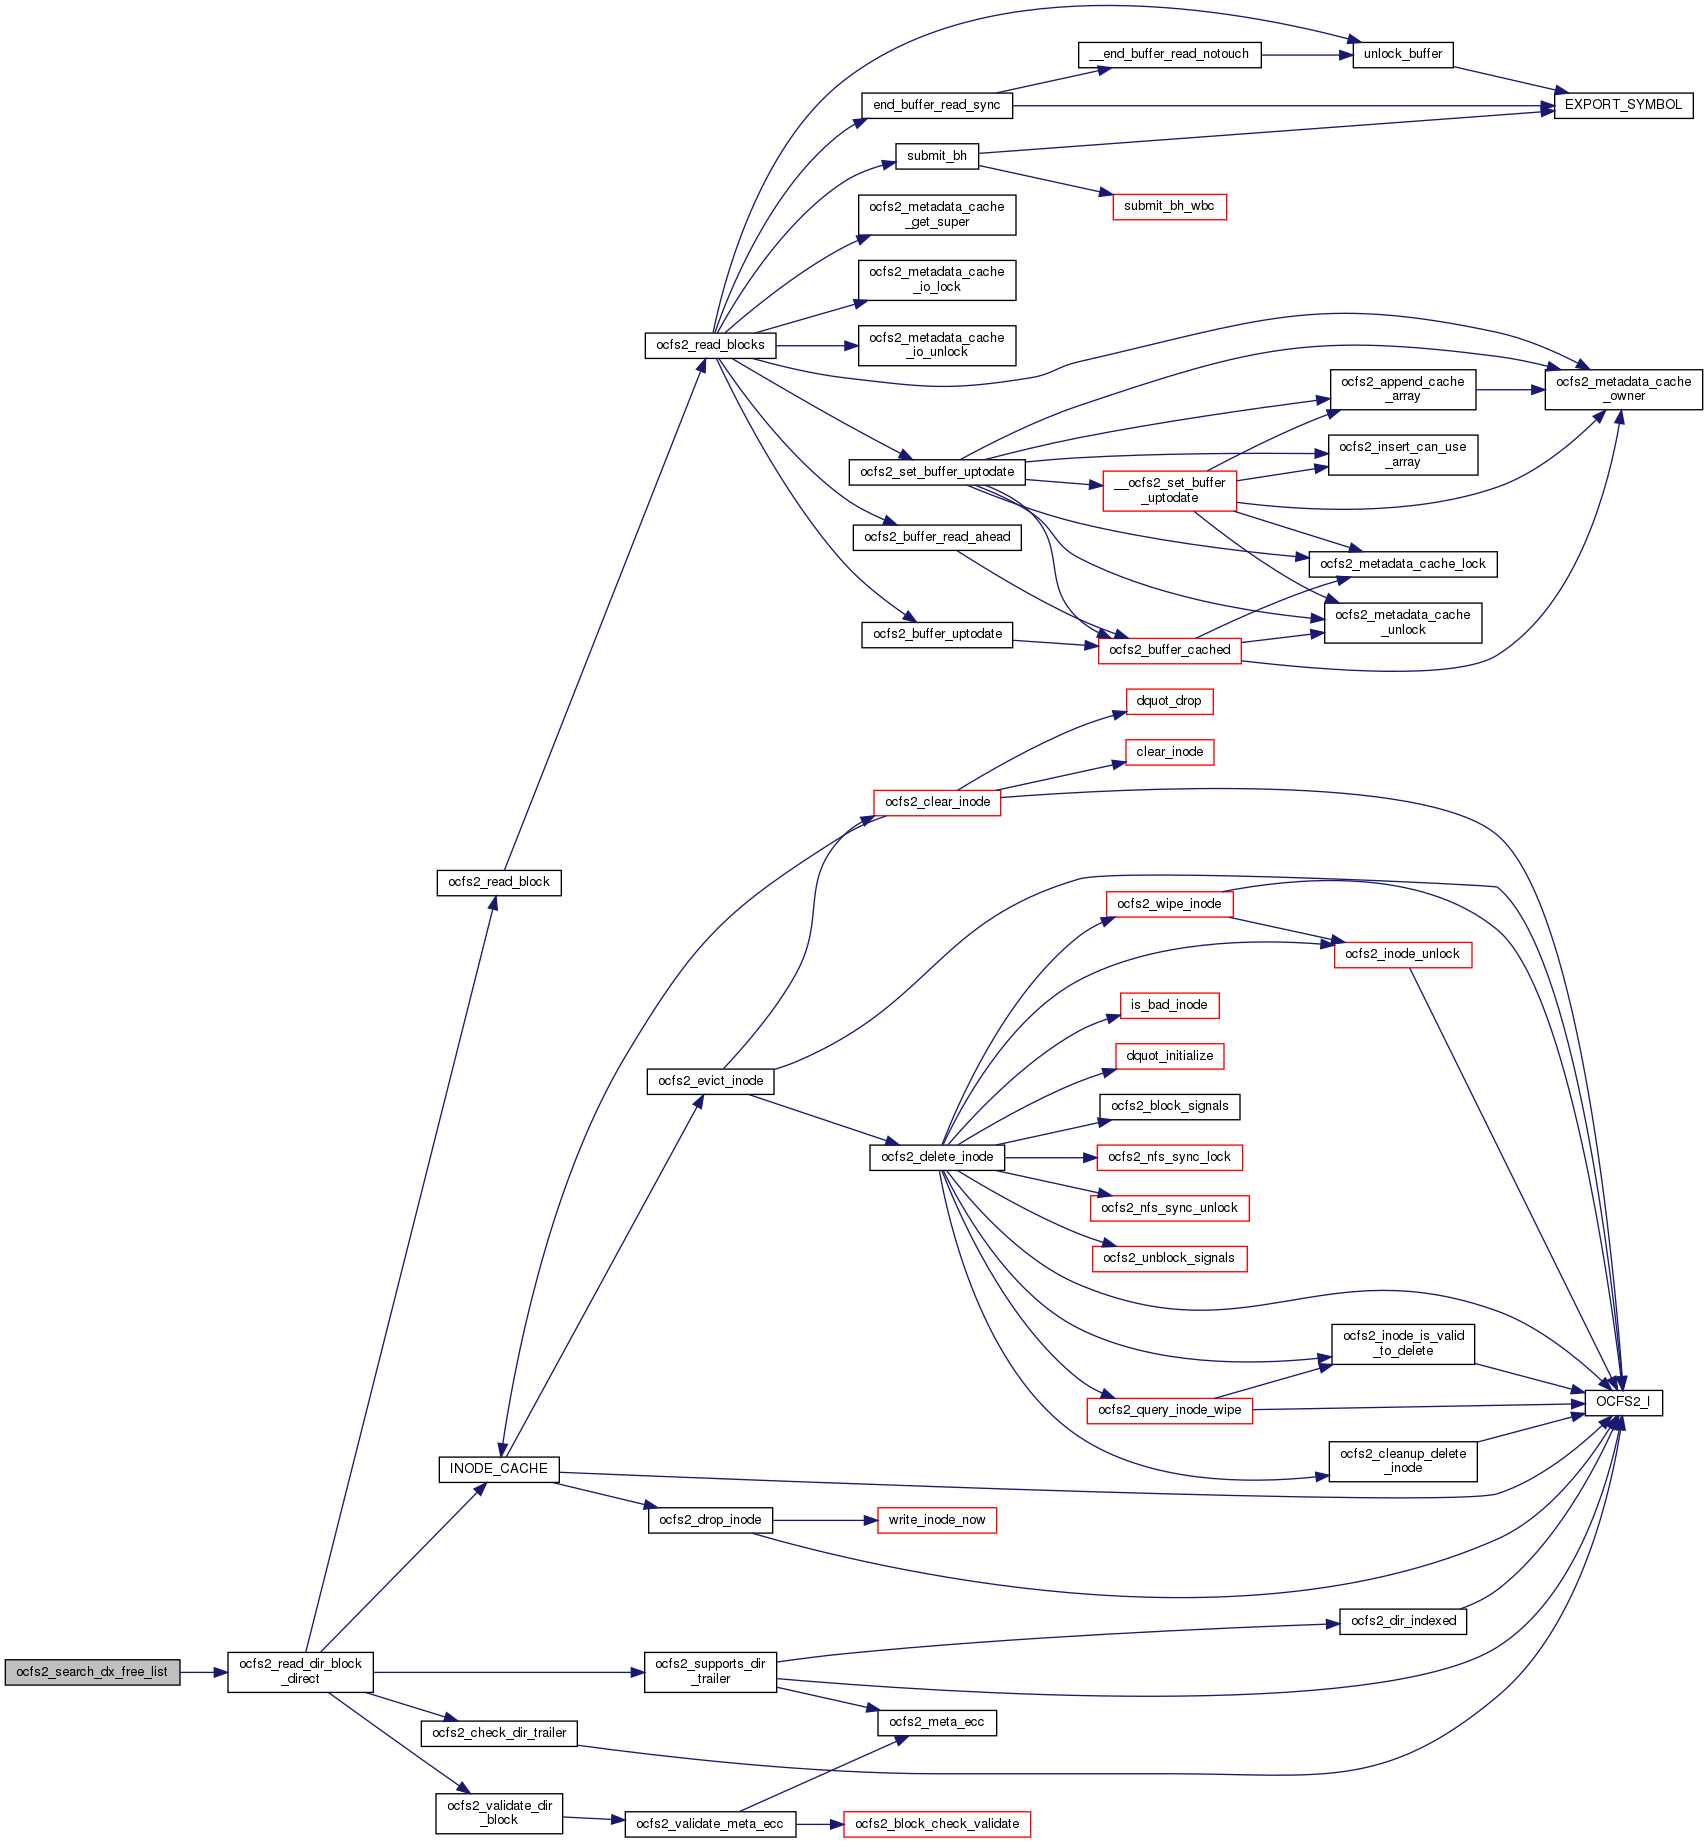 unlock_buffer
__end_buffer_read_notouch
end_buffer_read_sync
EXPORT_SYMBOL
submit_bh
submit_bh_wbc
ocfs2_metadata_cache
_get_super
ocfs2_metadata_cache
_io_lock
ocfs2_metadata_cache
_io_unlock
ocfs2_read_blocks
ocfs2_append_cache
_array
ocfs2_metadata_cache
_owner
ocfs2_insert_can_use
_array
ocfs2_set_buffer_uptodate
__ocfs2_set_buffer
_uptodate
ocfs2_buffer_read_ahead
ocfs2_metadata_cache_lock
ocfs2_metadata_cache
_unlock
ocfs2_buffer_uptodate
ocfs2_buffer_cached
dquot_drop
clear_inode
ocfs2_clear_inode
ocfs2_read_block
ocfs2_wipe_inode
ocfs2_inode_unlock
is_bad_inode
dquot_initialize
ocfs2_evict_inode
ocfs2_block_signals
ocfs2_delete_inode
ocfs2_nfs_sync_lock
ocfs2_nfs_sync_unlock
ocfs2_unblock_signals
ocfs2_inode_is_valid
_to_delete
OCFS2_I
ocfs2_query_inode_wipe
ocfs2_cleanup_delete
_inode
INODE_CACHE
ocfs2_drop_inode
write_inode_now
ocfs2_dir_indexed
ocfs2_search_dx_free_list
ocfs2_read_dir_block
_direct
ocfs2_supports_dir
_trailer
ocfs2_meta_ecc
ocfs2_check_dir_trailer
ocfs2_validate_dir
_block
ocfs2_validate_meta_ecc
ocfs2_block_check_validate